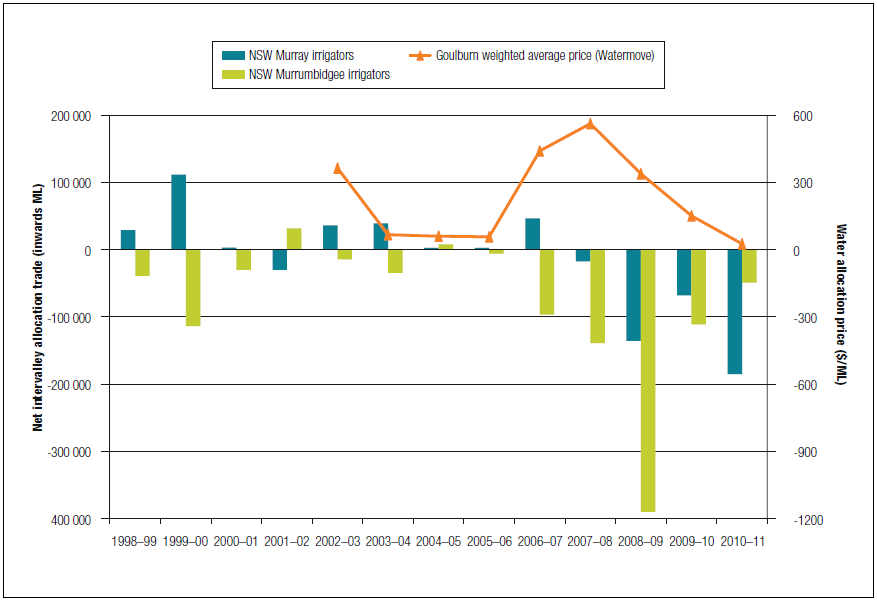 NSW Murray irrigators
Goulburn weighted average price (Watermove)
NSW Murrumbidgee irrigators
200 000
600
100 000
300
0
0
-100 000
-300
-200 000
-600
-300 000
-900
400 000
-1200
Net intervalley allocation trade (inwards ML)
Water allocation price ($/ML)
1998–99 1999–00 2000–01 2001–02 2002–03 2003–04 2004–05 2005–06 2006–07 2007–08 2008–09 2009–10 2010–11